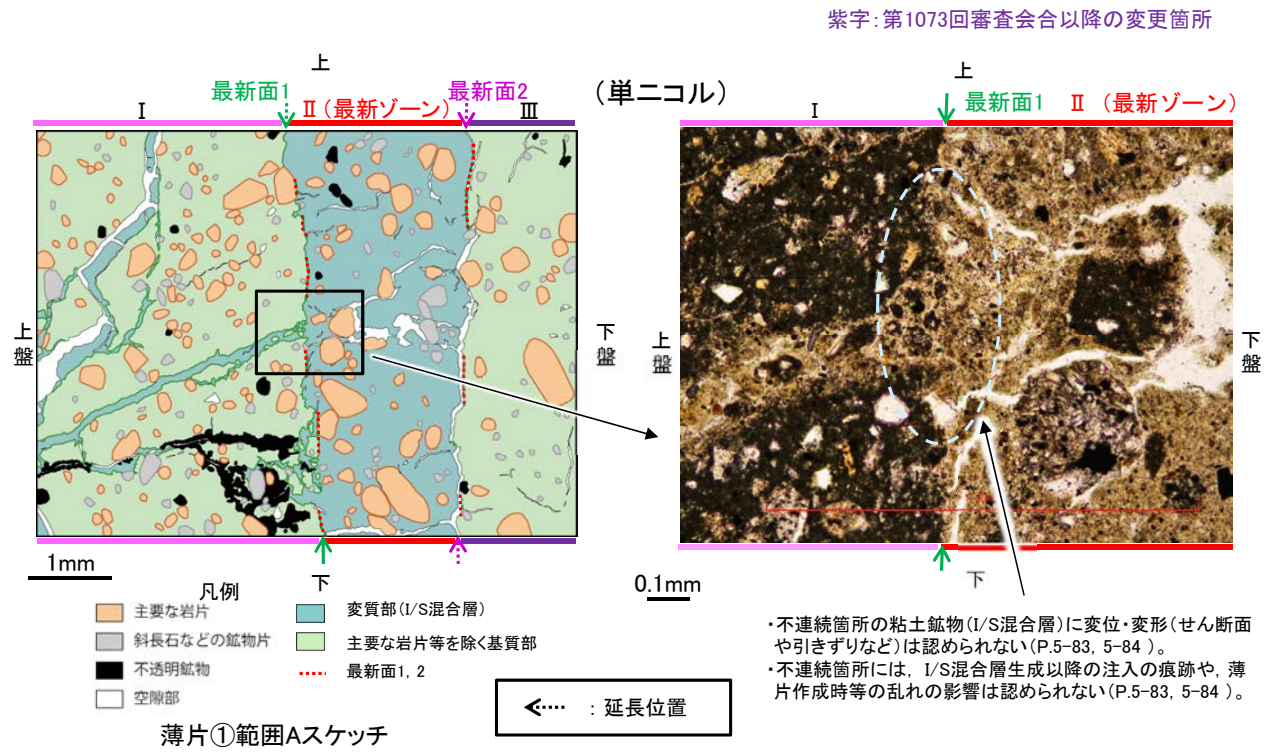 紫字：第1073回審査会合以降の変更箇所
上
最新面1
最新面2
Ⅰ
Ⅱ（最新ゾーン）
Ⅲ
上盤
下盤
1mm
下
（単ニコル）
上
最新面1
Ⅰ
Ⅱ （最新ゾーン）
上盤
下盤
0.1mm
下
凡例
主要な岩片
斜長石などの鉱物片
不透明鉱物
空隙部
変質部（I/S混合層）
主要な岩片等を除く基質部
最新面1，2
：延長位置
薄片①範囲Aスケッチ
・不連続箇所の粘土鉱物（I/S混合層）に変位・変形（せん断面
や引きずりなど）は認められない（P.5-83，5-84 ）。
・不連続箇所には，I/S混合層生成以降の注入の痕跡や，薄
片作成時等の乱れの影響は認められない（P.5-83，5-84 ）。